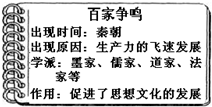 百家争鸣
出现时间：秦朝
出现原因：生产力的飞速发展
学派：墨家、儒家、道家、法
家等
作用：促进了思想文化的发展